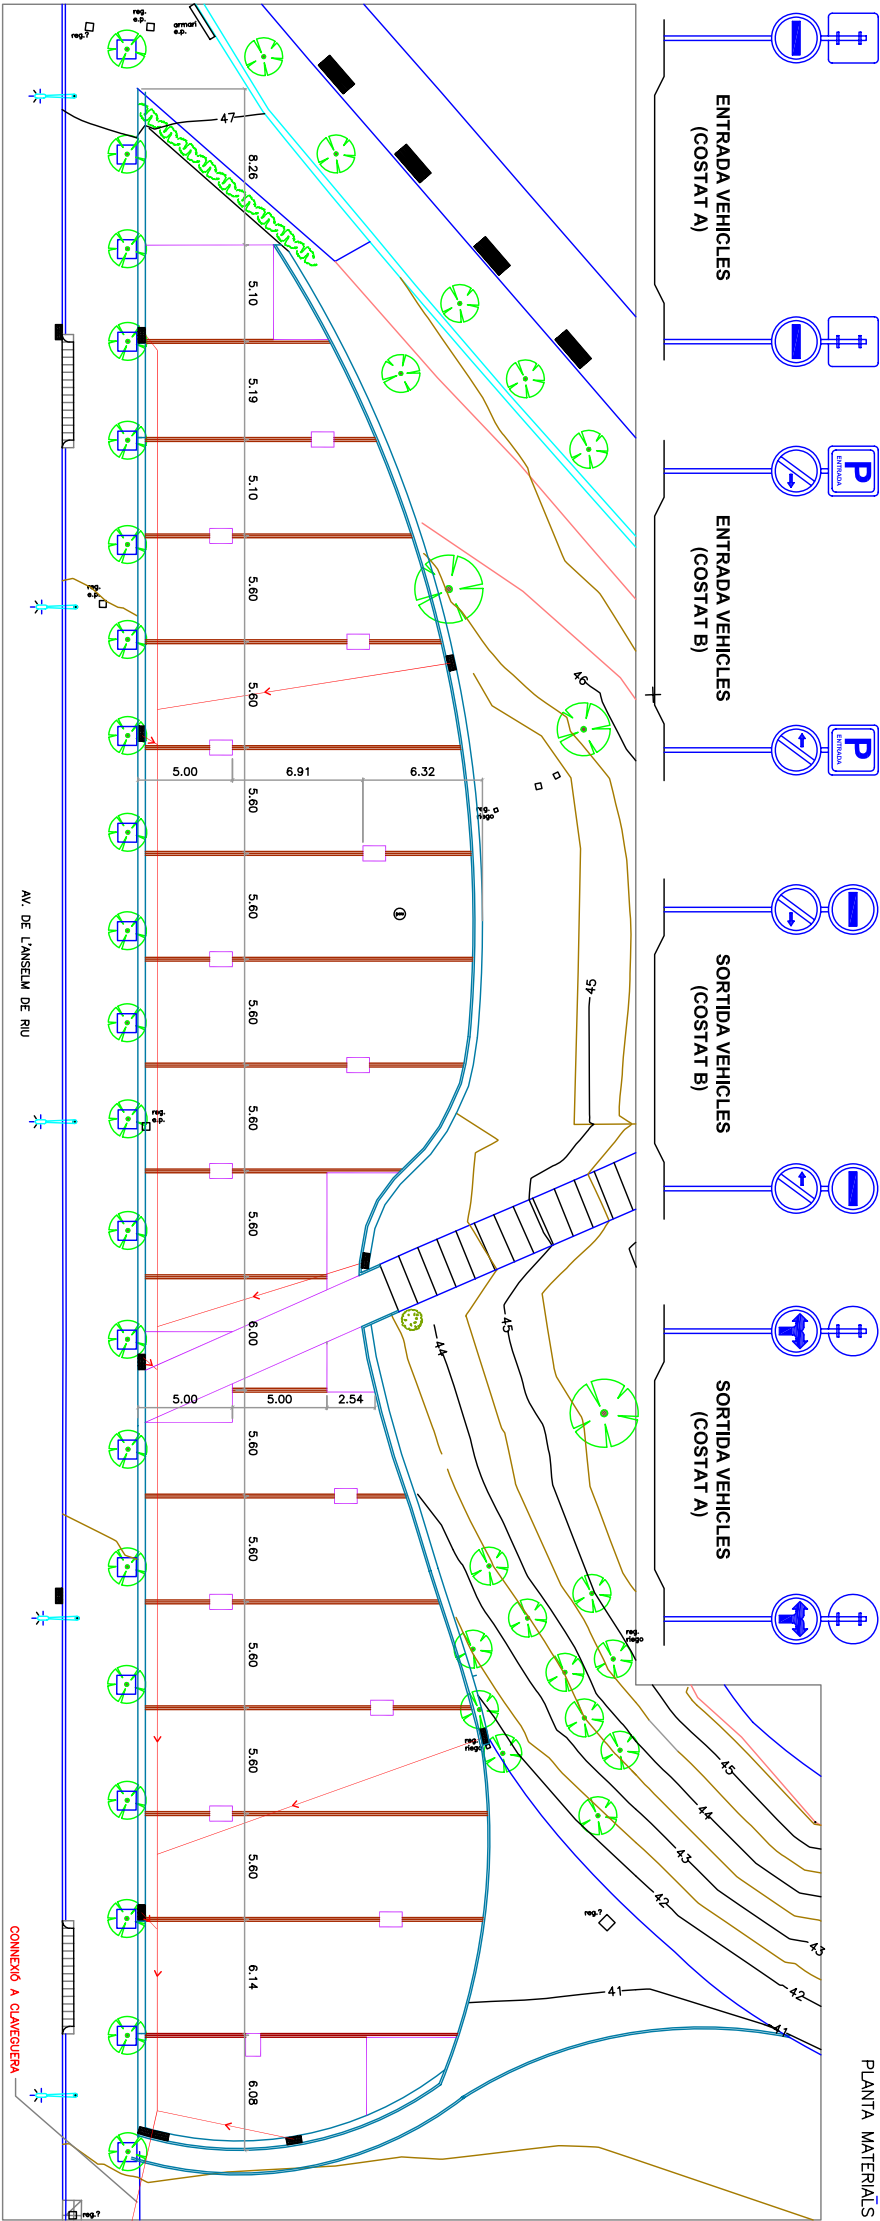 PLANTA MATERIALS
ENTRADA VEHICLES
(COSTAT A)
P
ENTRADA
ENTRADA VEHICLES
(COSTAT B)
P
ENTRADA
SORTIDA VEHICLES
(COSTAT B)
SORTIDA VEHICLES
(COSTAT A)
reg.?
reg.
e.p.
armari
e.p.
47
8.26
5.10
5.19
5.10
5.60
reg.
e.p.
5.60
46
5.00
6.91
6.32
5.60
reg.
riego
5.60
45
5.60
5.60
reg.
e.p.
5.60
6.00
45
44
5.00
5.00
2.54
5.60
5.60
5.60
reg.
riego
5.60
reg.
riego
45
44
43
42
5.60
reg.?
43
42
41
41
6.14
6.08
reg.?
AV. DE L'ANSELM DE RIU
CONNEXIÓ A CLAVEGUERA